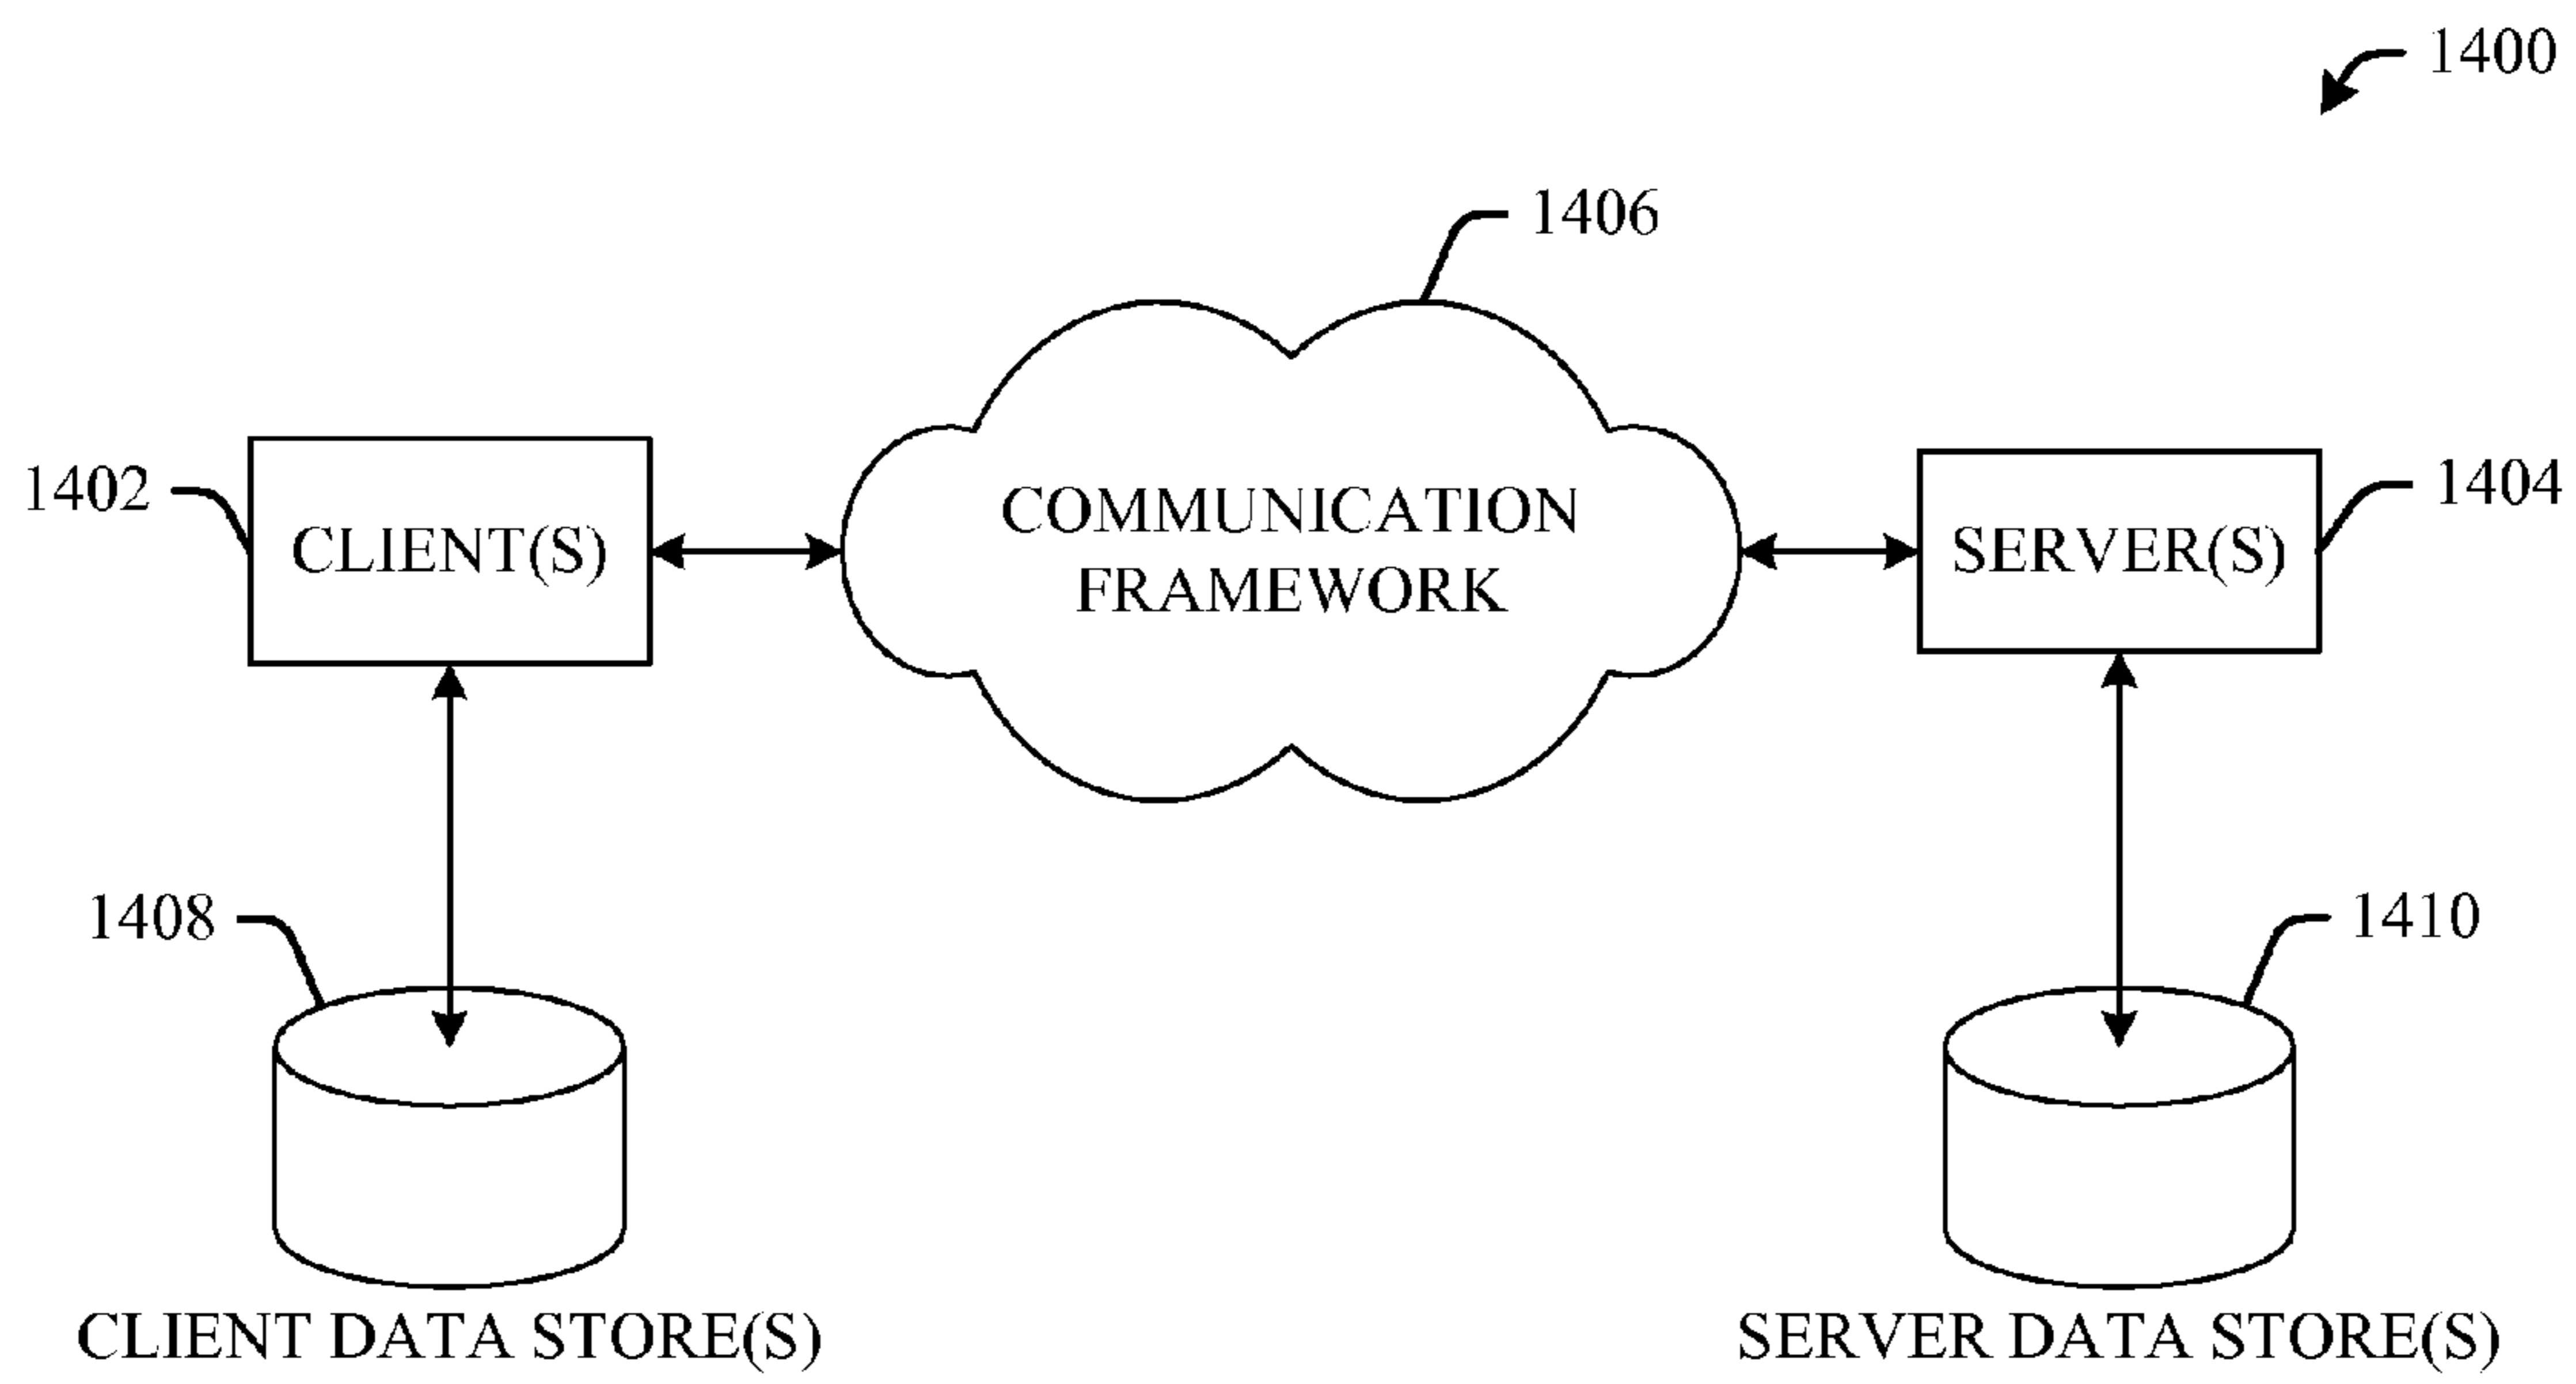 1400
1406
1402
CLIENT(S)
COMMUNICATION
FRAMEWORK
SERVER(S)
1404
1408
1410
CLIENT DATA STORE(S)
SERVER DATA STORE(S)